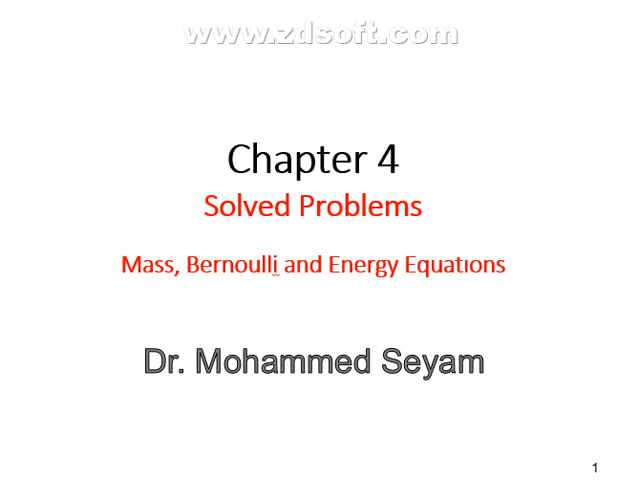 www.zdsoft.com
Chapter 4
Solved Problems
Mass, Bernoulli and Energy Equations
Dr. Mohammed Seyam
1